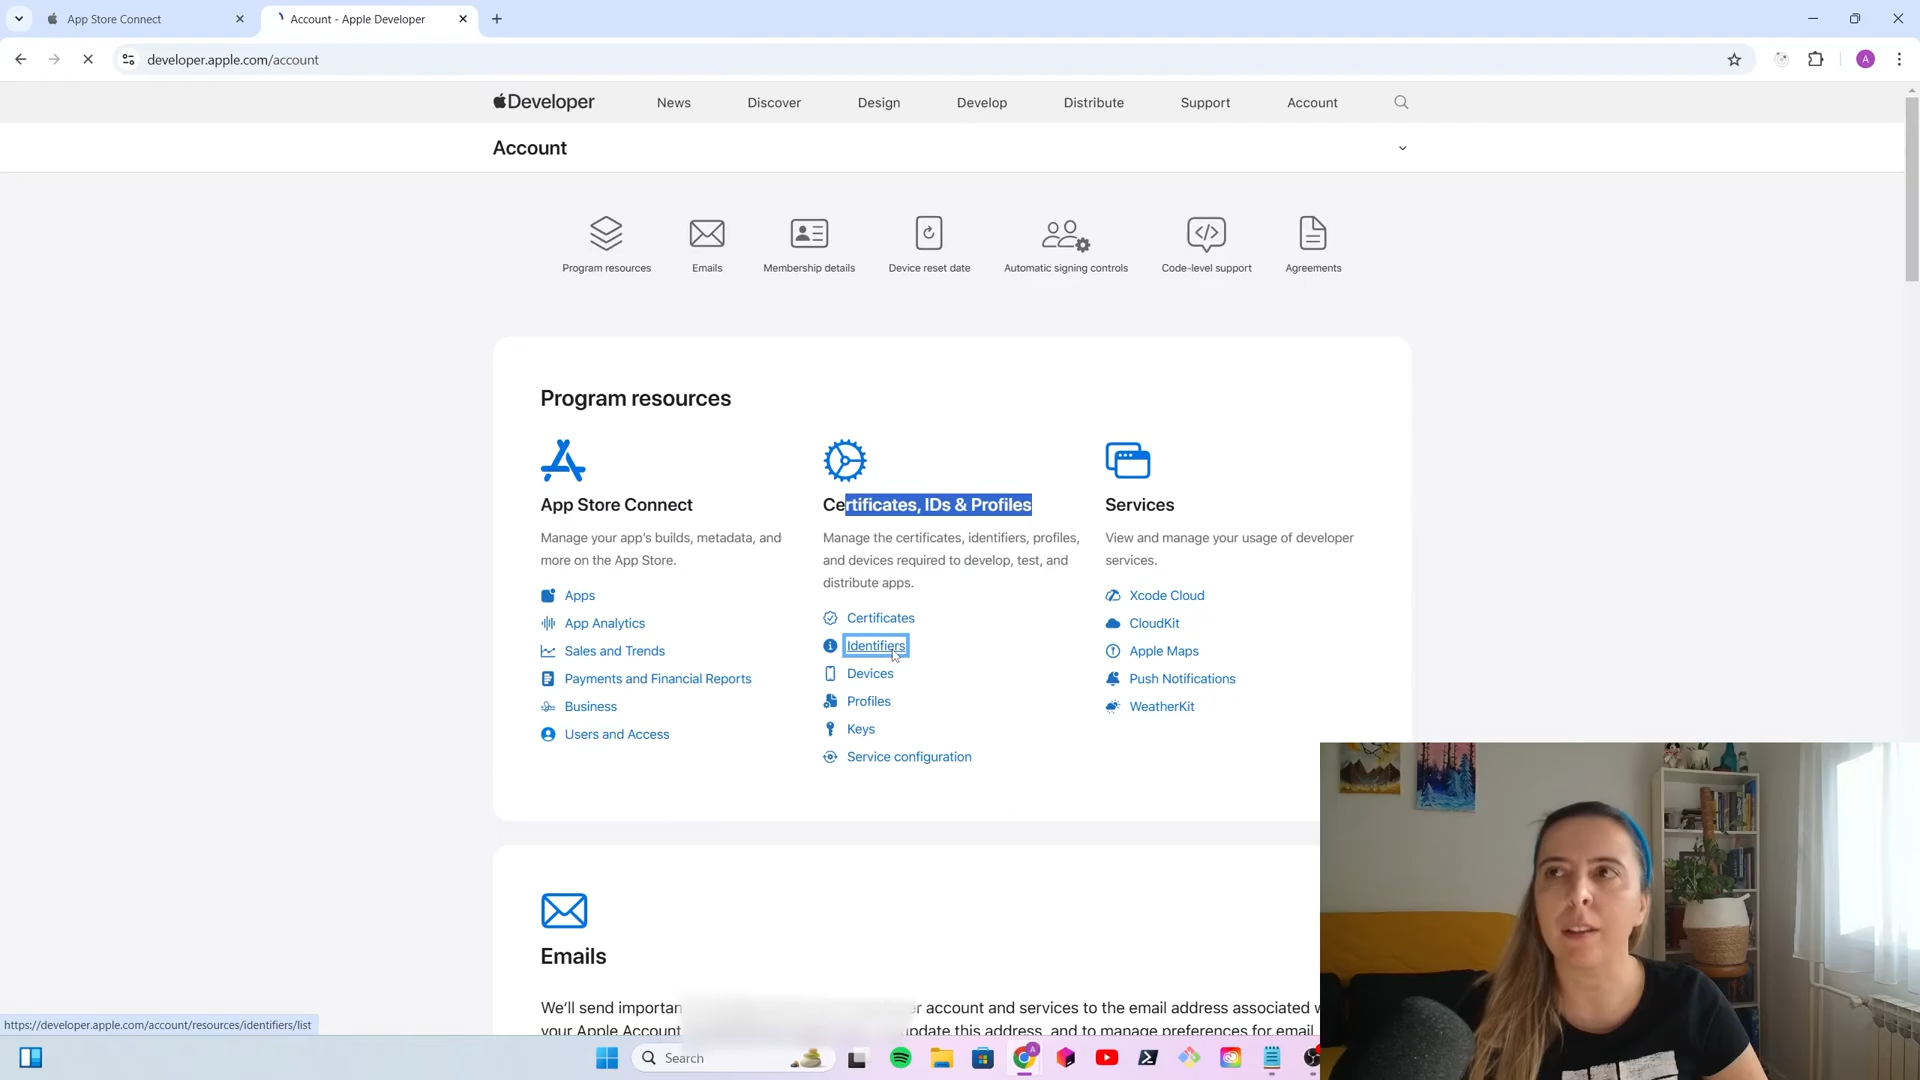 App Store Connect
Account - Apple Developer
developer.apple.com/account
A
Developer
News
Discover
Design
Develop
Distribute
Support
Account
Account
Program resources
Emails
Membership details
Device reset date
Automatic signing controls
Code-level support
Agreements
Program resources
App Store Connect
Manage your app's builds, metadata, and
more on the App Store.
Apps
App Analytics
Sales and Trends
Payments and Financial Reports
Business
Users and Access
Certificates, IDs & Profiles
Manage the certificates, identifiers, profiles,
and devices required to develop, test, and
distribute apps.
Certificates
Identifiers
Devices
Profiles
Keys
Service configuration
Services
View and manage your usage of developer
services.
Xcode Cloud
CloudKit
Apple Maps
Push Notifications
WeatherKit
Emails
We'll send account and services to the email address associated
your Apple Account this address, and to manage preferences for email
https://developer.apple.com/account/resources/identifiers/list
Search
A